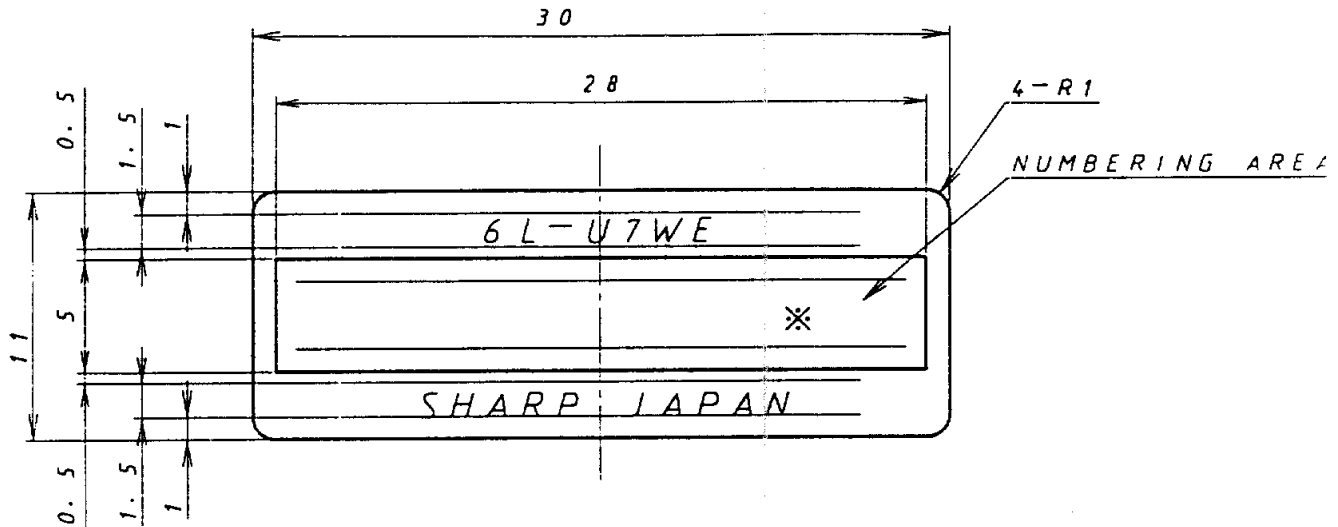 30
28
4-R1
NUMBERING AREA
0.5
1.5
1
6L-U7WE
11
5
※
SHARP JAPAN
0.5
1.5
1